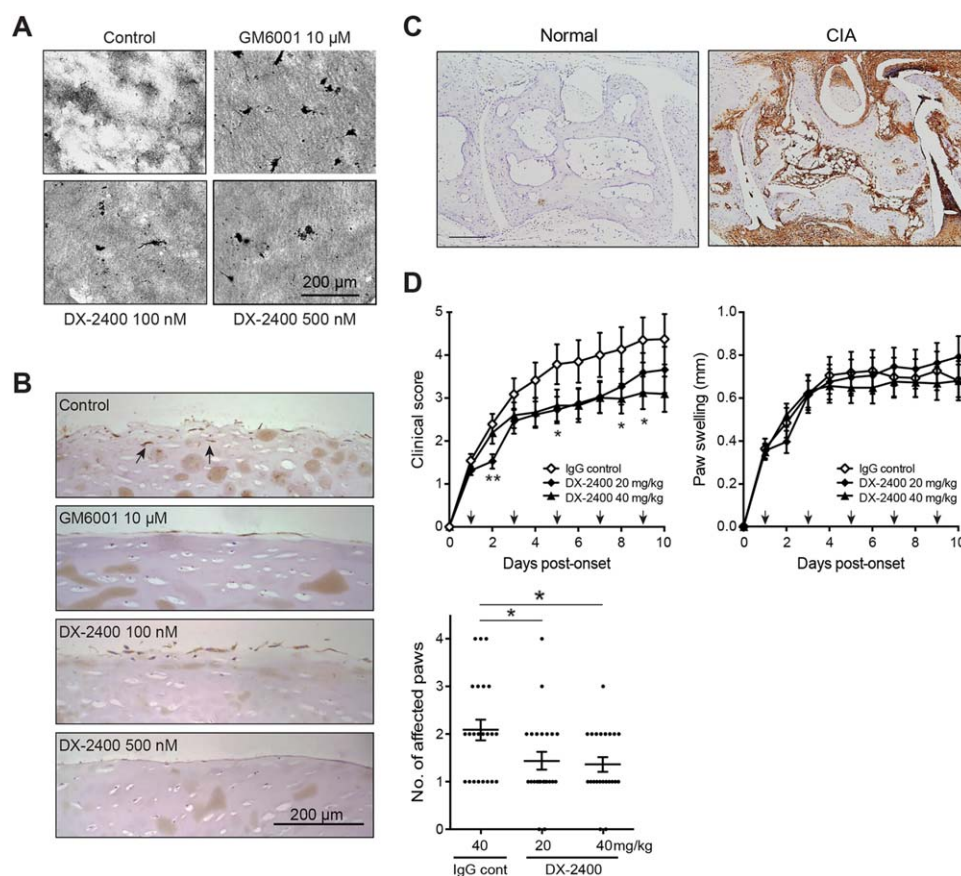 A
Control
GM6001 10 µM
DX-2400 100 nM
200 µm
DX-2400 500 nM
B
Control
GM6001 10 µM
DX-2400 100 nM
DX-2400 500 nM
200 µm
C
Normal
CIA
D
Clinical score
5
4
3
2
1
0
*
*
*
**
IgG control
DX-2400 20 mg/kg
DX-2400 40 mg/kg
0 2 4 6 8 10
Days post-onset
Paw swelling (mm)
1.0
0.8
0.6
0.4
0.2
0
IgG control
DX-2400 20 mg/kg
DX-2400 40 mg/kg
0 2 4 6 8 10
Days post-onset
No. of affected paws
*
*
4
3
2
1
0
40 20 40mg/kg
IgG cont DX-2400